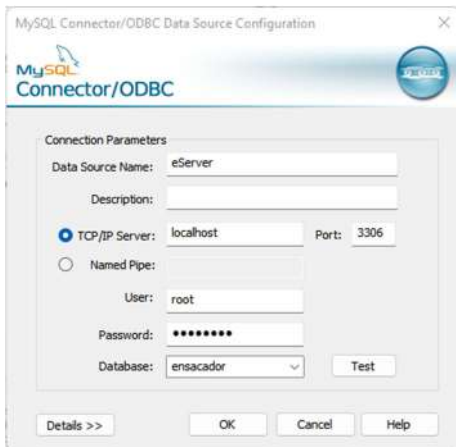 MySQL Connector/ODBC Data Source Configuration
MySQL
Connector/ODBC
Connection Parameters
Data Source Name: eServer
Description:
TCP/IP Server: localhost Port: 3306
Named Pipe:
User: root
Password: ••••••••
Database: ensacador Test
Details >> OK Cancel Help